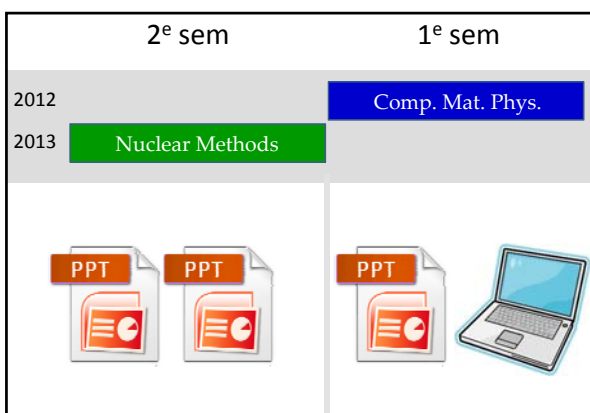 2e sem 1e sem
2012 Comp. Mat. Phys.
2013 Nuclear Methods
PPT PPT PPT